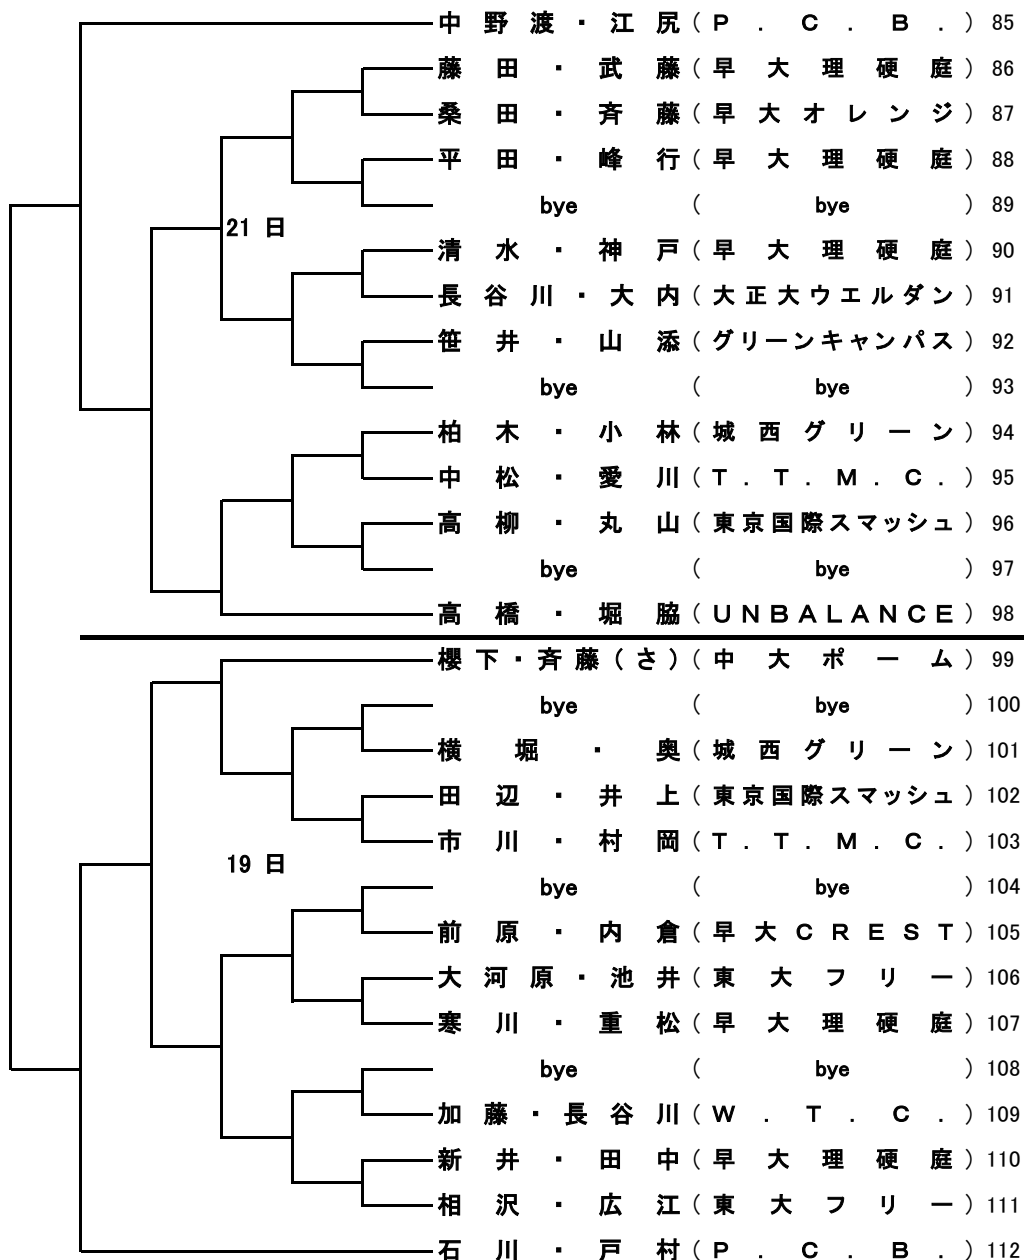 中野渡・江尻(P.C.B.)85
藤田・武藤(早大理硬庭)86
桑田・斉藤(早大オレンジ)87
平田・峰行(早大理硬庭)88
bye(bye)89
21日
清水・神戸(早大理硬庭)90
長谷川・大内(大正大ウエルダン)91
笹井・山添(グリーンキャンパス)92
bye(bye)93
柏木・小林(城西グリーン)94
中松・愛川(T.T.M.C.)95
高柳・丸山(東京国際スマッシュ)96
bye(bye)97
高橋・堀脇(UNBALANCE)98
櫻下・斉藤(さ)(中大ポーム)99
bye(bye)100
横堀・奥(城西グリーン)101
田辺・井上(東京国際スマッシュ)102
市川・村岡(T.T.M.C.)103
19日
bye(bye)104
前原・内倉(早大CREST)105
大河原・池井(東大フリー)106
寒川・重松(早大理硬庭)107
bye(bye)108
加藤・長谷川(W.T.C.)109
新井・田中(早大理硬庭)110
相沢・広江(東大フリー)111
石川・戸村(P.C.B.)112